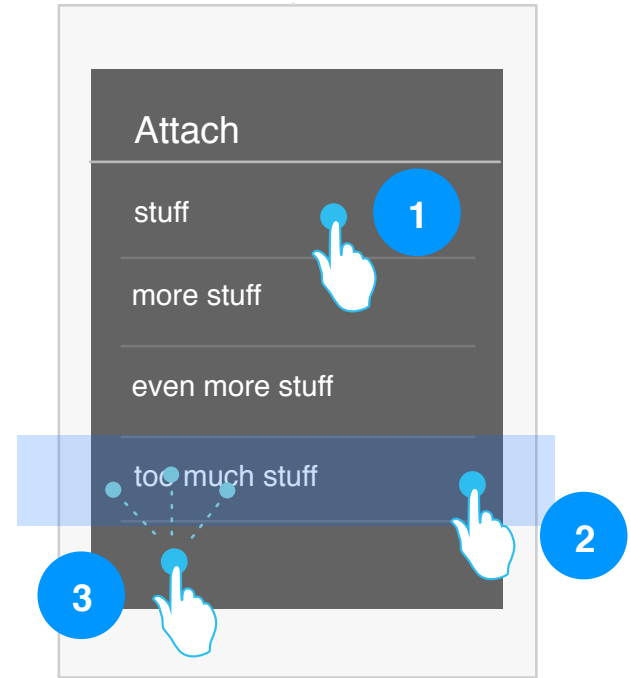 Attach
stuff
1
more stuff
even more stuff
too much stuff
2
3